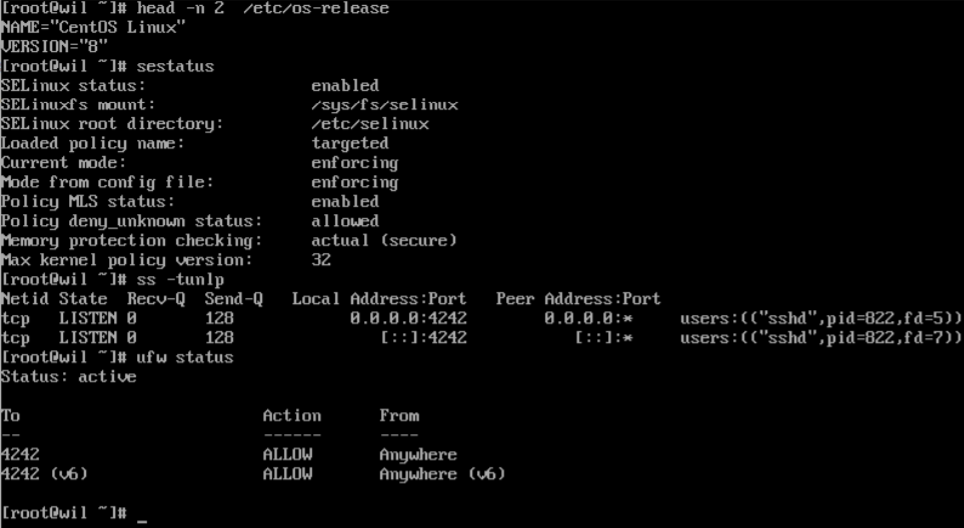 [root@wil ~]# head -n 2  /etc/os-release
NAME="CentOS Linux"
VERSION="8"
[root@wil ~]# sestatus
SELinux status:                 enabled
SELinuxfs mount:                /sys/fs/selinux
SELinux root directory:         /etc/selinux
Loaded policy name:             targeted
Current mode:                   enforcing
Mode from config file:          enforcing
Policy MLS status:              enabled
Policy deny_unknown status:     allowed
Memory protection checking:     actual (secure)
Max kernel policy version:      32
[root@wil ~]# ss -tunlp
Netid State  Recv-Q  Send-Q   Local Address:Port   Peer Address:Port
tcp   LISTEN 0       128            0.0.0.0:4242        0.0.0.0:*     users:(("sshd",pid=822,fd=5))
tcp   LISTEN 0       128               [::]:4242           [::]:*     users:(("sshd",pid=822,fd=7))
[root@wil ~]# ufw status
Status: active

To                         Action      From
--                         ------      ----
4242                       ALLOW       Anywhere
4242 (v6)                  ALLOW       Anywhere (v6)

[root@wil ~]# _